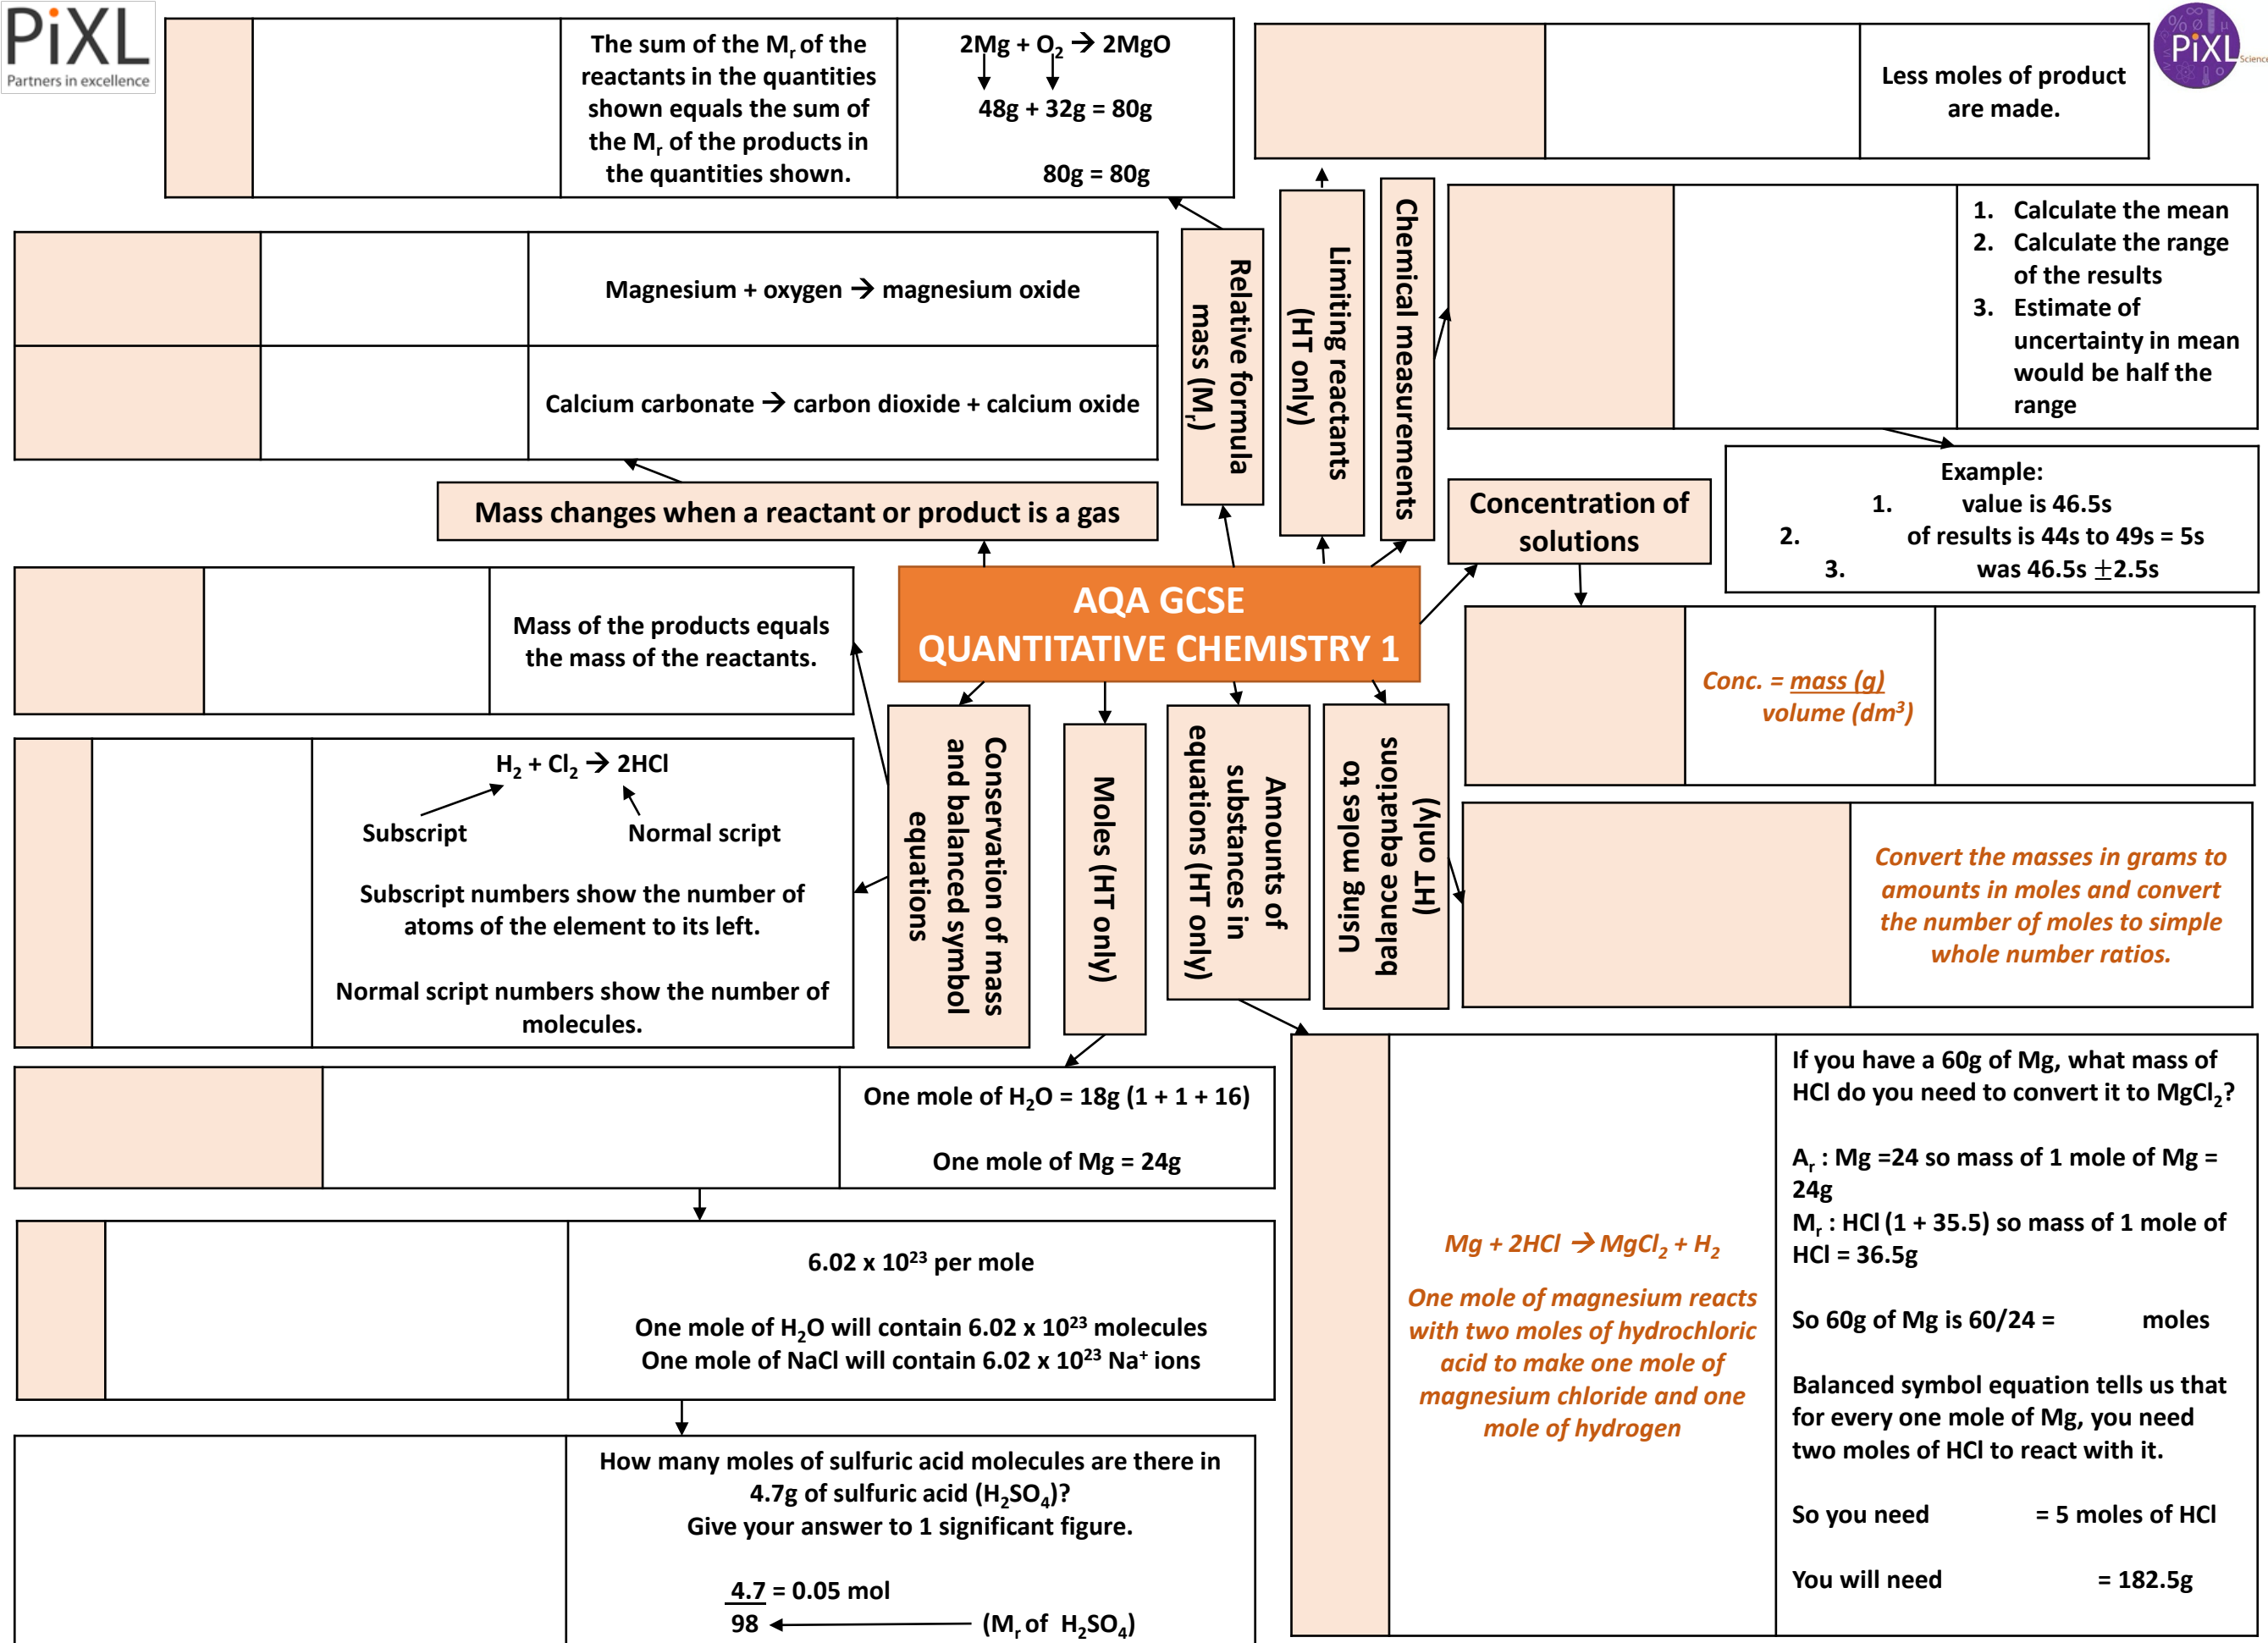 PiXL
Partners in excellence
The sum of the Mr of the
reactants in the quantities
shown equals the sum of
the Mr of the products in
the quantities shown.
2Mg + O2 → 2MgO
48g + 32g = 80g
80g = 80g
Less moles of product
are made.
PiXL
Science
Magnesium + oxygen → magnesium oxide
Calcium carbonate → carbon dioxide + calcium oxide
Mass changes when a reactant or product is a gas
Relative formula
mass (Mr)
Limiting reactants
(HT only)
Chemical measurements
1. Calculate the mean
2. Calculate the range
of the results
3. Estimate of
uncertainty in mean
would be half the
range
Example:
1. value is 46.5s
2. of results is 44s to 49s = 5s
3. was 46.5s ±2.5s
Concentration of
solutions
AQA GCSE
QUANTITATIVE CHEMISTRY 1
Mass of the products equals
the mass of the reactants.
Conc. = mass (g)
volume (dm³)
H2 + Cl2 → 2HCl
Subscript Normal script
Subscript numbers show the number of
atoms of the element to its left.
Normal script numbers show the number of
molecules.
Conservation of mass
and balanced symbol
equations
Moles (HT only)
Amounts of
substances in
equations (HT only)
Using moles to
balance equations
(HT only)
Convert the masses in grams to
amounts in moles and convert
the number of moles to simple
whole number ratios.
One mole of H2O = 18g (1 + 1 + 16)
One mole of Mg = 24g
6.02 x 10²³ per mole
One mole of H2O will contain 6.02 x 10²³ molecules
One mole of NaCl will contain 6.02 x 10²³ Na⁺ ions
How many moles of sulfuric acid molecules are there in
4.7g of sulfuric acid (H2SO4)?
Give your answer to 1 significant figure.
4.7 = 0.05 mol
98 (Mr of H2SO4)
Mg + 2HCl → MgCl2 + H2
One mole of magnesium reacts
with two moles of hydrochloric
acid to make one mole of
magnesium chloride and one
mole of hydrogen
If you have a 60g of Mg, what mass of
HCl do you need to convert it to MgCl2?
Ar : Mg =24 so mass of 1 mole of Mg =
24g
Mr : HCl (1 + 35.5) so mass of 1 mole of
HCl = 36.5g
So 60g of Mg is 60/24 = moles
Balanced symbol equation tells us that
for every one mole of Mg, you need
two moles of HCl to react with it.
So you need = 5 moles of HCl
You will need = 182.5g